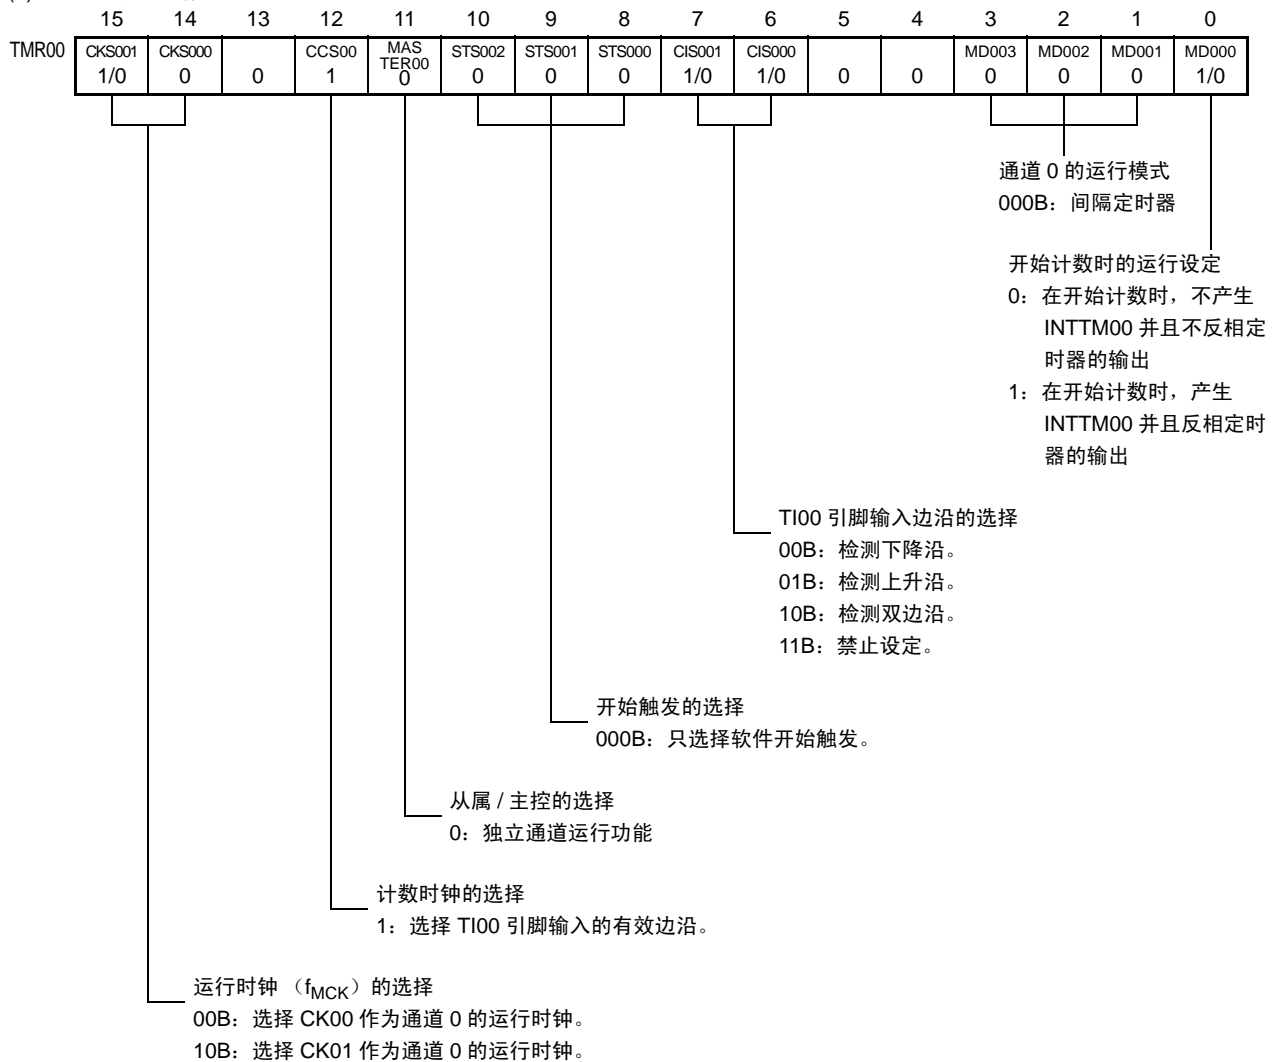 15 14 13 12 11 10 9 8 7 6 5 4 3 2 1 0
TMR00 CKS001 CKS000 CCS00 MAS TER00 STS002 STS001 STS000 CIS001 CIS000 MD003 MD002 MD001 MD000
1/0 0 0 1 0 0 0 0 1/0 1/0 0 0 0 0 0 1/0
通道 0 的运行模式
000B：间隔定时器
开始计数时的运行设定
0：在开始计数时，不产生
INTTM00 并且不反相定
时器的输出
1：在开始计数时，产生
INTTM00 并且反相定时
器的输出
TI00 引脚输入边沿的选择
00B：检测下降沿。
01B：检测上升沿。
10B：检测双边沿。
11B：禁止设定。
开始触发的选择
000B：只选择软件开始触发。
从属 / 主控的选择
0：独立通道运行功能
计数时钟的选择
1：选择 TI00 引脚输入的有效边沿。
运行时钟 （fMCK）的选择
00B：选择 CK00 作为通道 0 的运行时钟。
10B：选择 CK01 作为通道 0 的运行时钟。